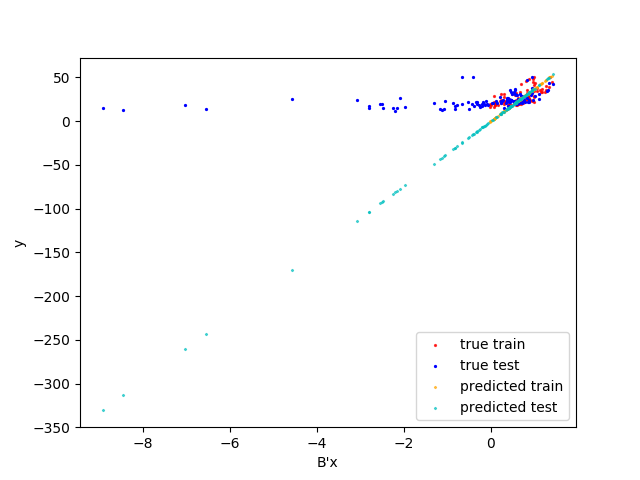 50
0
−50
−100
−150
−200
−250
−300
−350
y
−8
−6
−4
−2
0
B'x
true train
true test
predicted train
predicted test